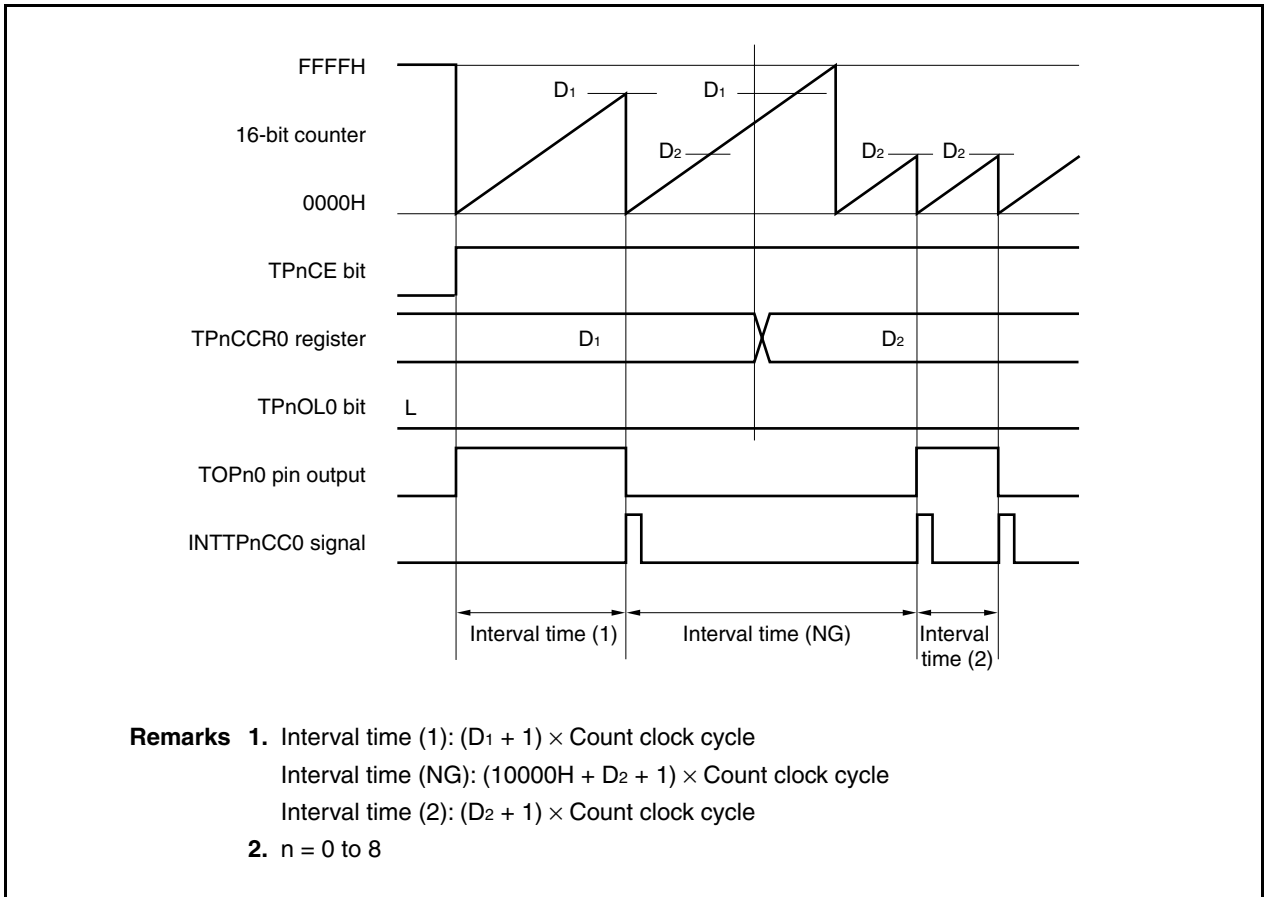 FFFFH
D1
D1
16-bit counter
D2
D2
D2
0000H
TPnCE bit
TPnCCR0 register
D1
D2
TPnOL0 bit
L
TOPn0 pin output
INTTPnCC0 signal
Interval time (1)
Interval time (NG)
Interval
time (2)
Remarks 1. Interval time (1): (D1 + 1) × Count clock cycle
Interval time (NG): (10000H + D2 + 1) × Count clock cycle
Interval time (2): (D2 + 1) × Count clock cycle
2. n = 0 to 8